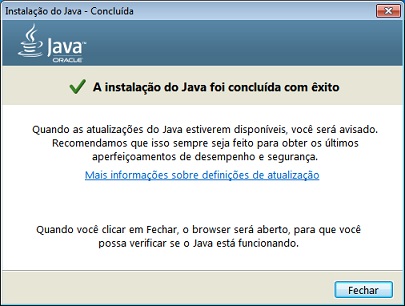 Instalação do Java - Concluída
Java
ORACLE
A instalação do Java foi concluída com êxito
Quando as atualizações do Java estiverem disponíveis, você será avisado.
Recomendamos que isso sempre seja feito para obter os últimos
aperfeiçoamentos de desempenho e segurança.
Mais informações sobre definições de atualização
Quando você clicar em Fechar, o browser será aberto, para que você
possa verificar se o Java está funcionando.
Fechar